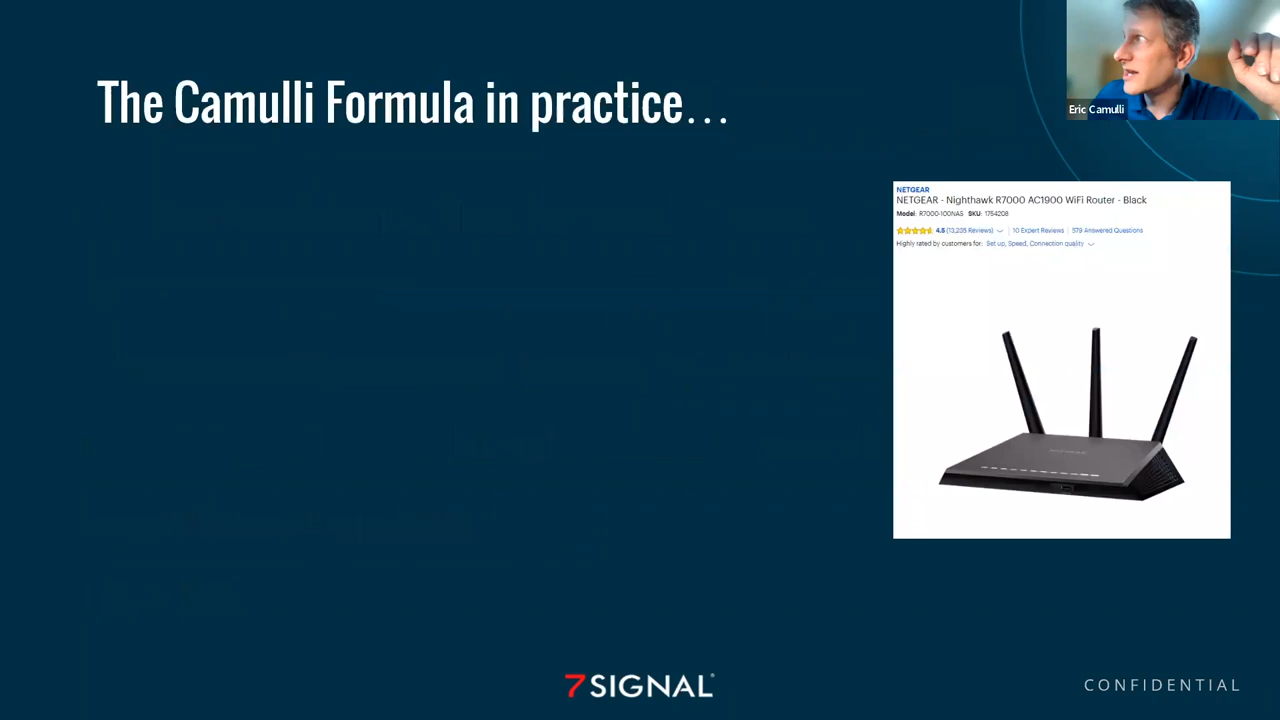 The Camulli Formula in practice…
Eric Camulli
NETGEAR
NETGEAR - Nighthawk R7000 AC1900 WiFi Router - Black
Model: R7000-100NAS SKU: 1754208
4.5 (13,235 Reviews) | 10 Expert Reviews | 579 Answered Questions
Highly rated by customers for: Set up, Speed, Connection quality
NETGEAR
7SIGNAL®
CONFIDENTIAL